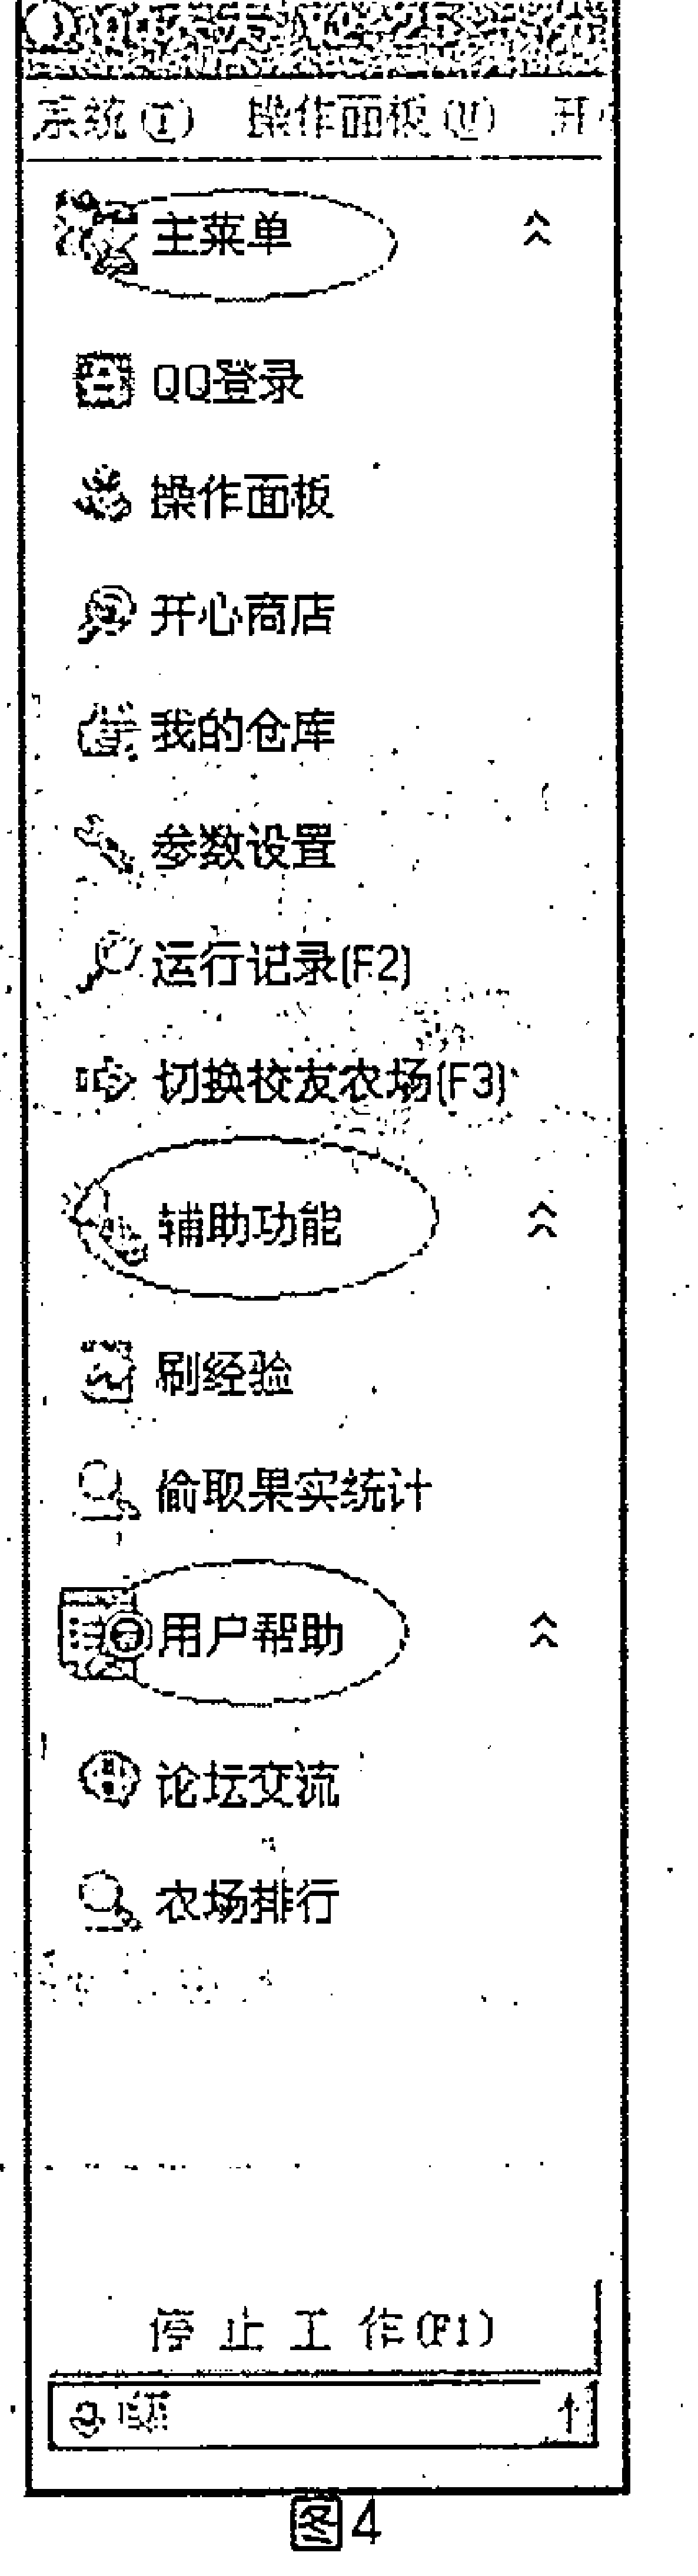 系统(T) 操作面板(U) 开
主菜单
QQ登录
操作面板
开心商店
我的仓库
参数设置
运行记录(F2)
切换校友农场(F3)
辅助功能
刷经验
偷取果实统计
用户帮助
论坛交流
农场排行
停止工作(F1)
图4